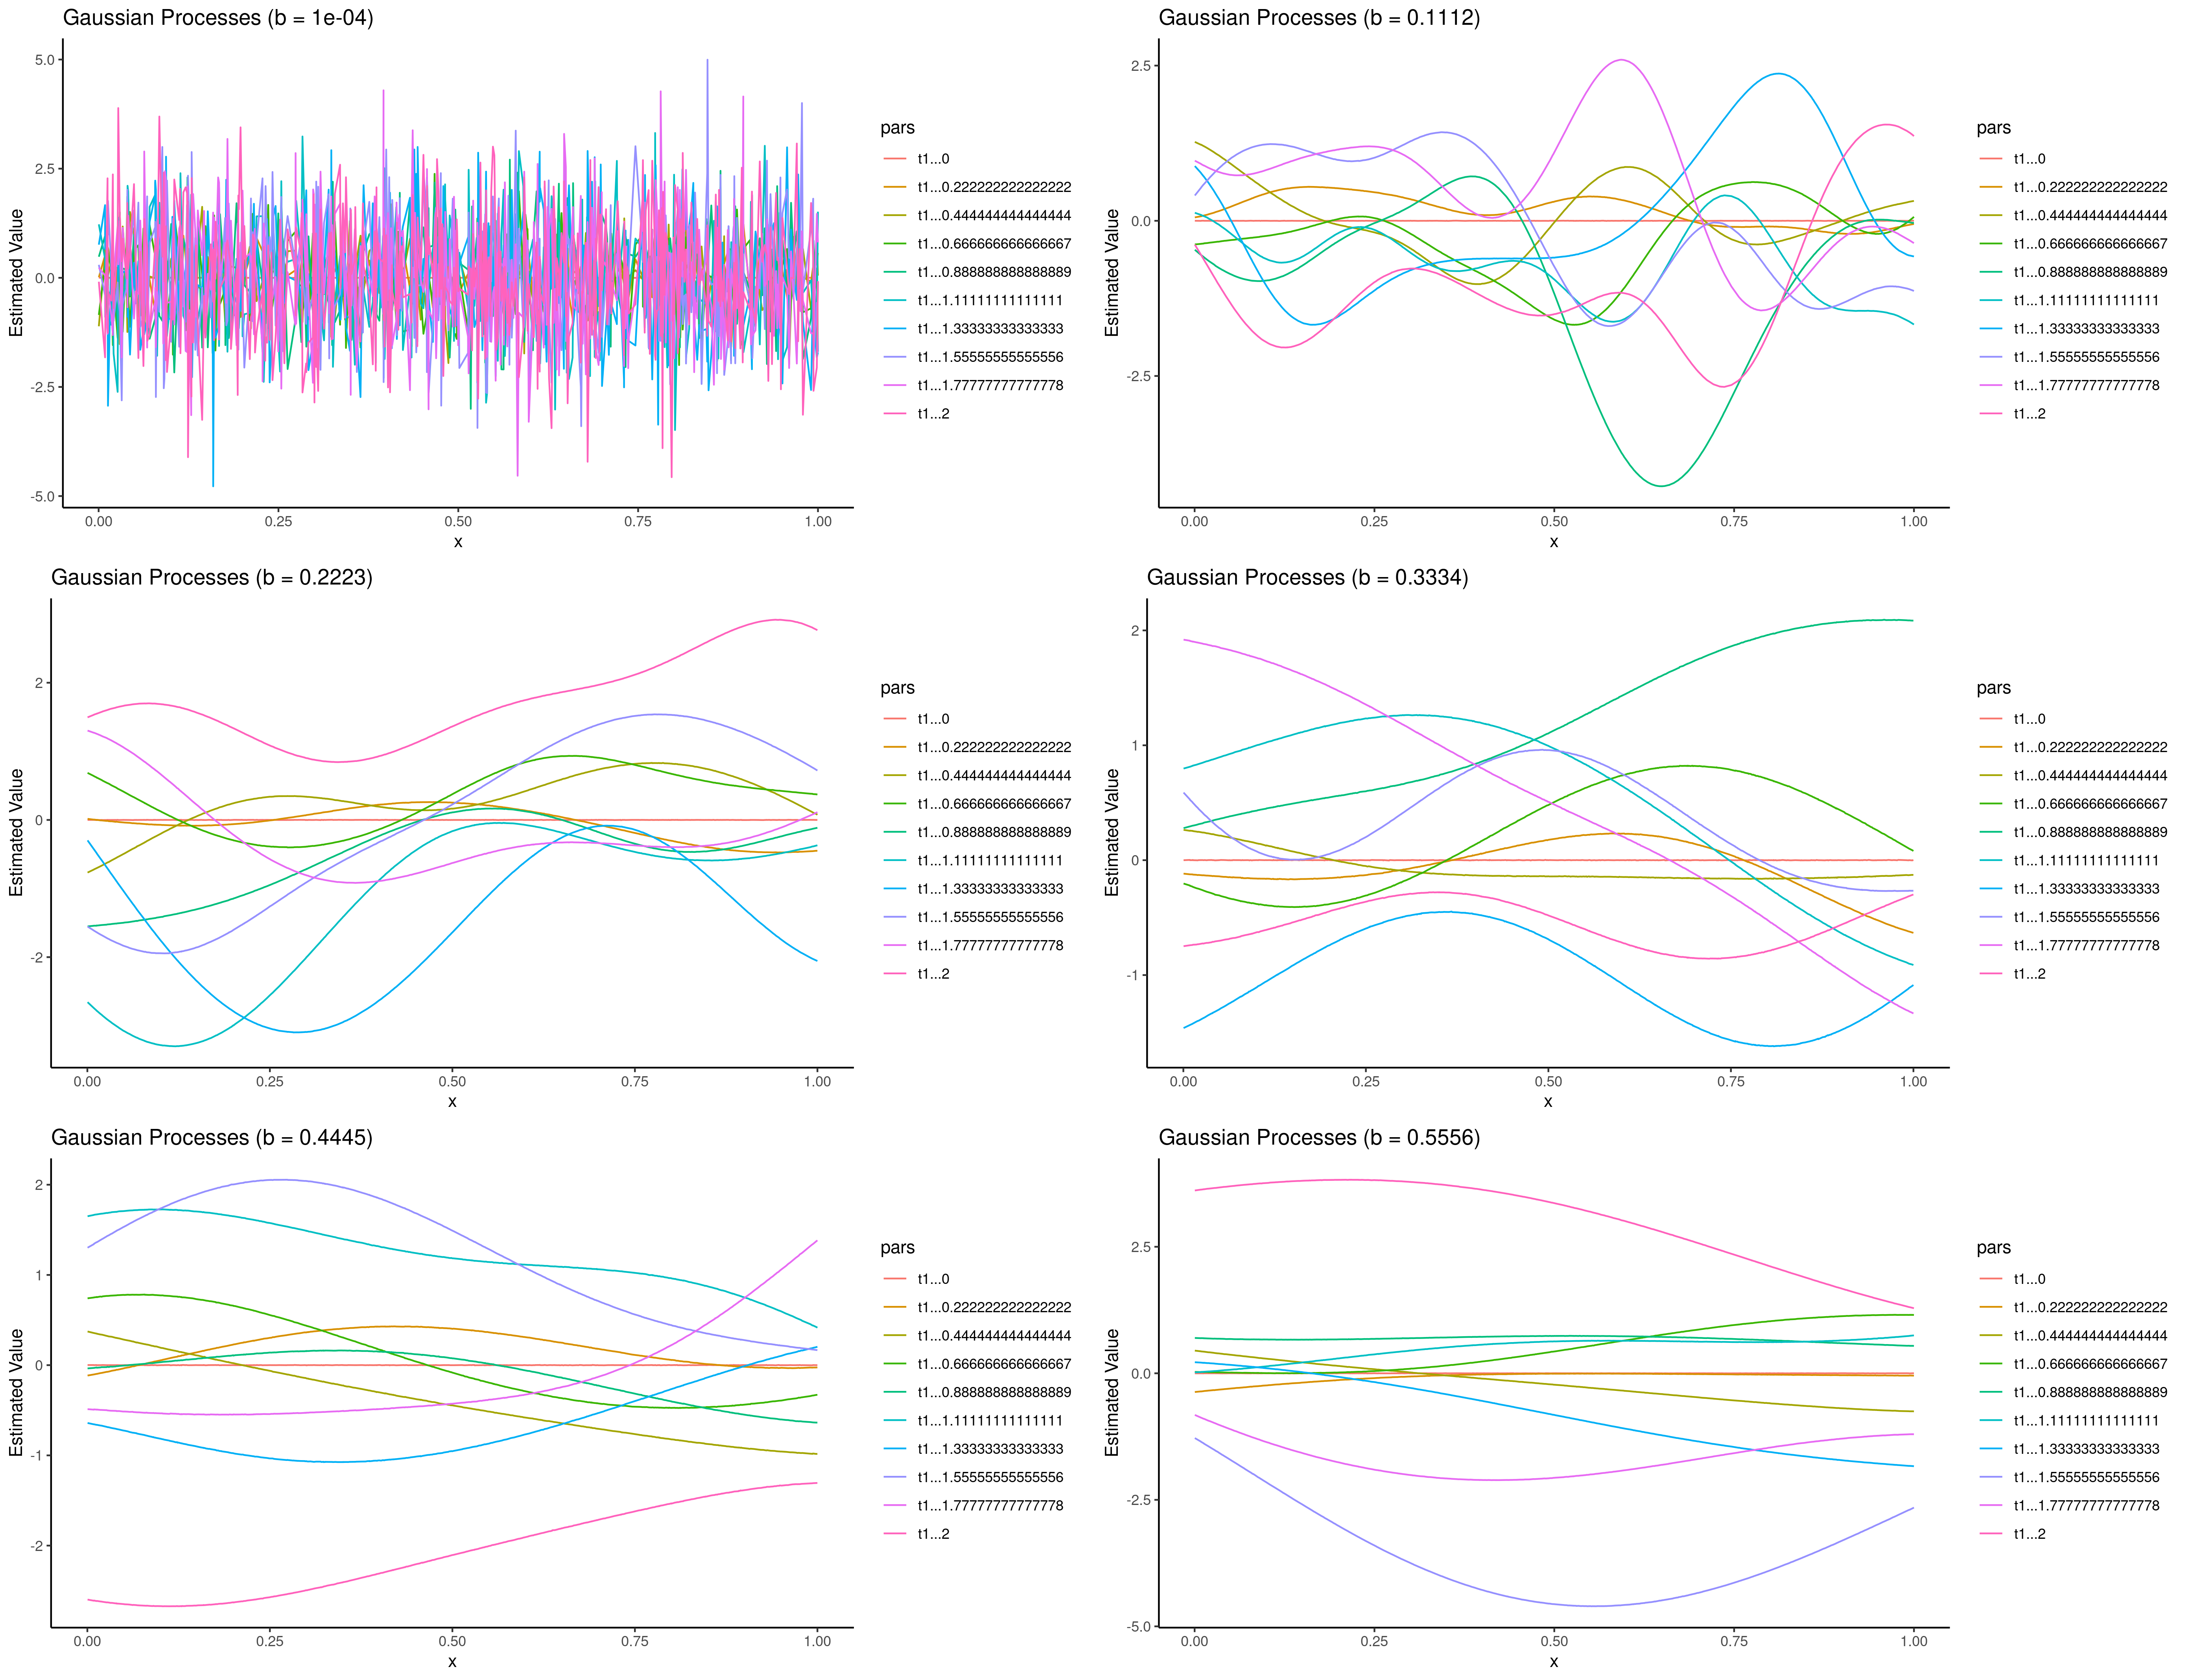 Gaussian Processes (b = 1e-04)
5.0
2.5
0.0
-2.5
-5.0
Estimated Value
0.00 0.25 0.50 0.75 1.00
x
pars
t1...0
t1...0.222222222222222
t1...0.444444444444444
t1...0.666666666666667
t1...0.888888888888889
t1...1.11111111111111
t1...1.33333333333333
t1...1.55555555555556
t1...1.77777777777778
t1...2
Gaussian Processes (b = 0.1112)
2.5
0.0
-2.5
Estimated Value
0.00 0.25 0.50 0.75 1.00
x
pars
t1...0
t1...0.222222222222222
t1...0.444444444444444
t1...0.666666666666667
t1...0.888888888888889
t1...1.11111111111111
t1...1.33333333333333
t1...1.55555555555556
t1...1.77777777777778
t1...2
Gaussian Processes (b = 0.2223)
2
0
-2
Estimated Value
0.00 0.25 0.50 0.75 1.00
x
pars
t1...0
t1...0.222222222222222
t1...0.444444444444444
t1...0.666666666666667
t1...0.888888888888889
t1...1.11111111111111
t1...1.33333333333333
t1...1.55555555555556
t1...1.77777777777778
t1...2
Gaussian Processes (b = 0.3334)
2
1
0
-1
Estimated Value
0.00 0.25 0.50 0.75 1.00
x
pars
t1...0
t1...0.222222222222222
t1...0.444444444444444
t1...0.666666666666667
t1...0.888888888888889
t1...1.11111111111111
t1...1.33333333333333
t1...1.55555555555556
t1...1.77777777777778
t1...2
Gaussian Processes (b = 0.4445)
2
1
0
-1
-2
Estimated Value
0.00 0.25 0.50 0.75 1.00
x
pars
t1...0
t1...0.222222222222222
t1...0.444444444444444
t1...0.666666666666667
t1...0.888888888888889
t1...1.11111111111111
t1...1.33333333333333
t1...1.55555555555556
t1...1.77777777777778
t1...2
Gaussian Processes (b = 0.5556)
2.5
0.0
-2.5
-5.0
Estimated Value
0.00 0.25 0.50 0.75 1.00
x
pars
t1...0
t1...0.222222222222222
t1...0.444444444444444
t1...0.666666666666667
t1...0.888888888888889
t1...1.11111111111111
t1...1.33333333333333
t1...1.55555555555556
t1...1.77777777777778
t1...2